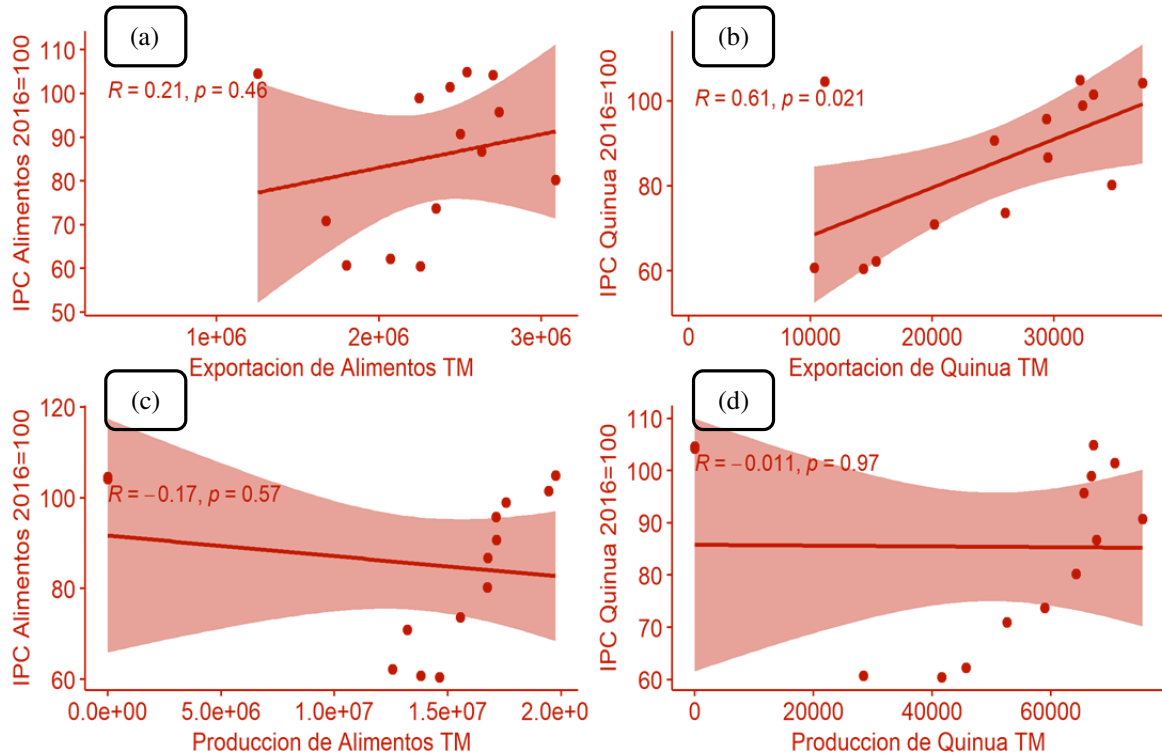 (a)
R = 0.21, p = 0.46
IPC Alimentos 2016=100
110
100
90
80
70
60
50
1e+06 2e+06 3e+06
Exportacion de Alimentos TM
(b)
R = 0.61, p = 0.021
IPC Quinua 2016=100
100
80
60
0 10000 20000 30000
Exportacion de Quinua TM
(c)
R = −0.17, p = 0.57
IPC Alimentos 2016=100
120
100
80
60
0.0e+00 5.0e+06 1.0e+07 1.5e+07 2.0e+0
Produccion de Alimentos TM
(d)
R = −0.011, p = 0.97
IPC Quinua 2016=100
110
100
90
80
70
60
0 20000 40000 60000
Produccion de Quinua TM